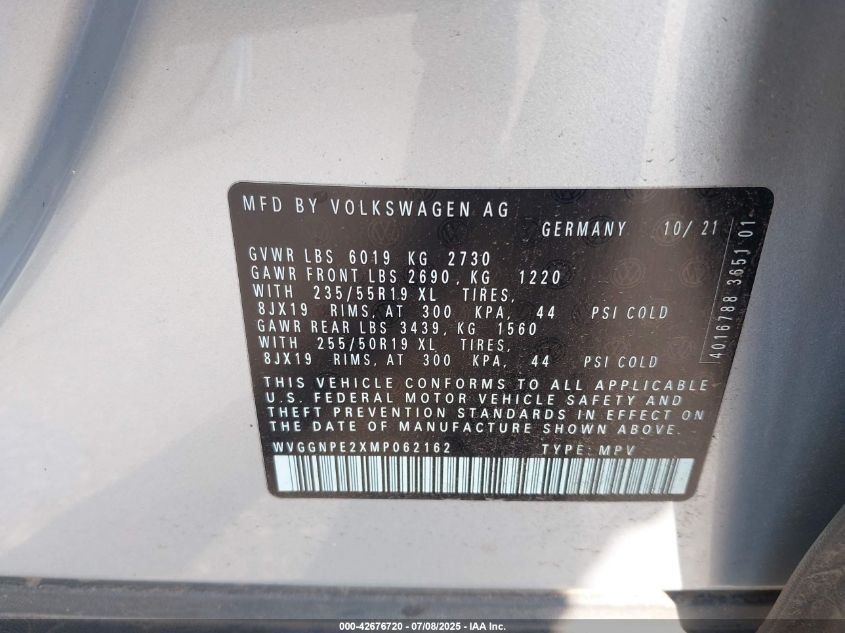 MFD BY VOLKSWAGEN AG
GERMANY 10/ 21
GVWR LBS 6019 KG 2730
GAWR FRONT LBS 2690, KG 1220
WITH 235/55R19 XL TIRES,
8JX19 RIMS, AT 300 KPA, 44 PSI COLD
GAWR REAR LBS 3439, KG 1560
WITH 255/50R19 XL TIRES,
8JX19 RIMS, AT 300 KPA, 44 PSI COLD
THIS VEHICLE CONFORMS TO ALL APPLICABLE
U.S. FEDERAL MOTOR VEHICLE SAFETY AND
THEFT PREVENTION STANDARDS IN EFFECT ON
THE DATE OF MANUFACTURE SHOWN ABOVE.
WVGGNPE2XMP062162 TYPE: MPV
4016788 3651 01
000-42676720 - 07/08/2025 - IAA Inc.